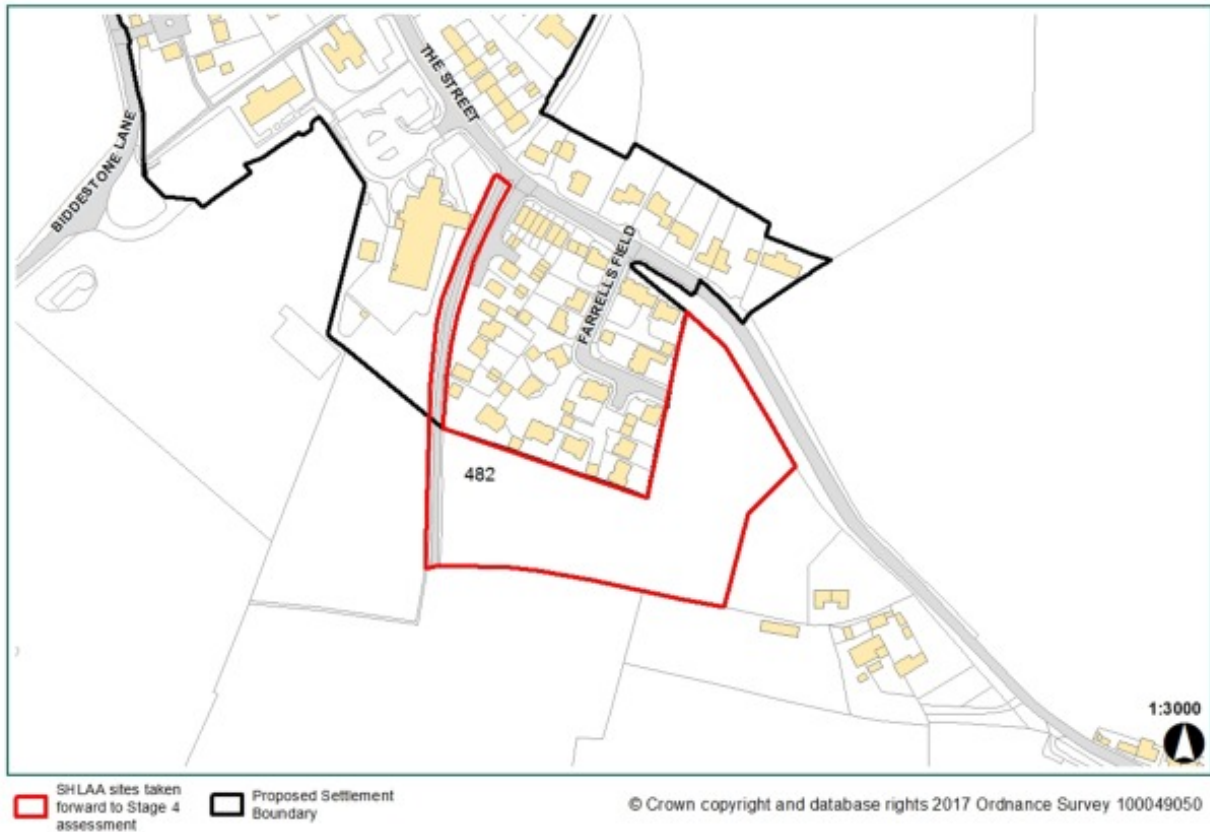 THE STREET
BIDDESTONE LANE
FARRELLS FIELD
482
1:3000
SHLAA sites taken
forward to Stage 4
assessment
Proposed Settlement
Boundary
© Crown copyright and database rights 2017 Ordnance Survey 100049050